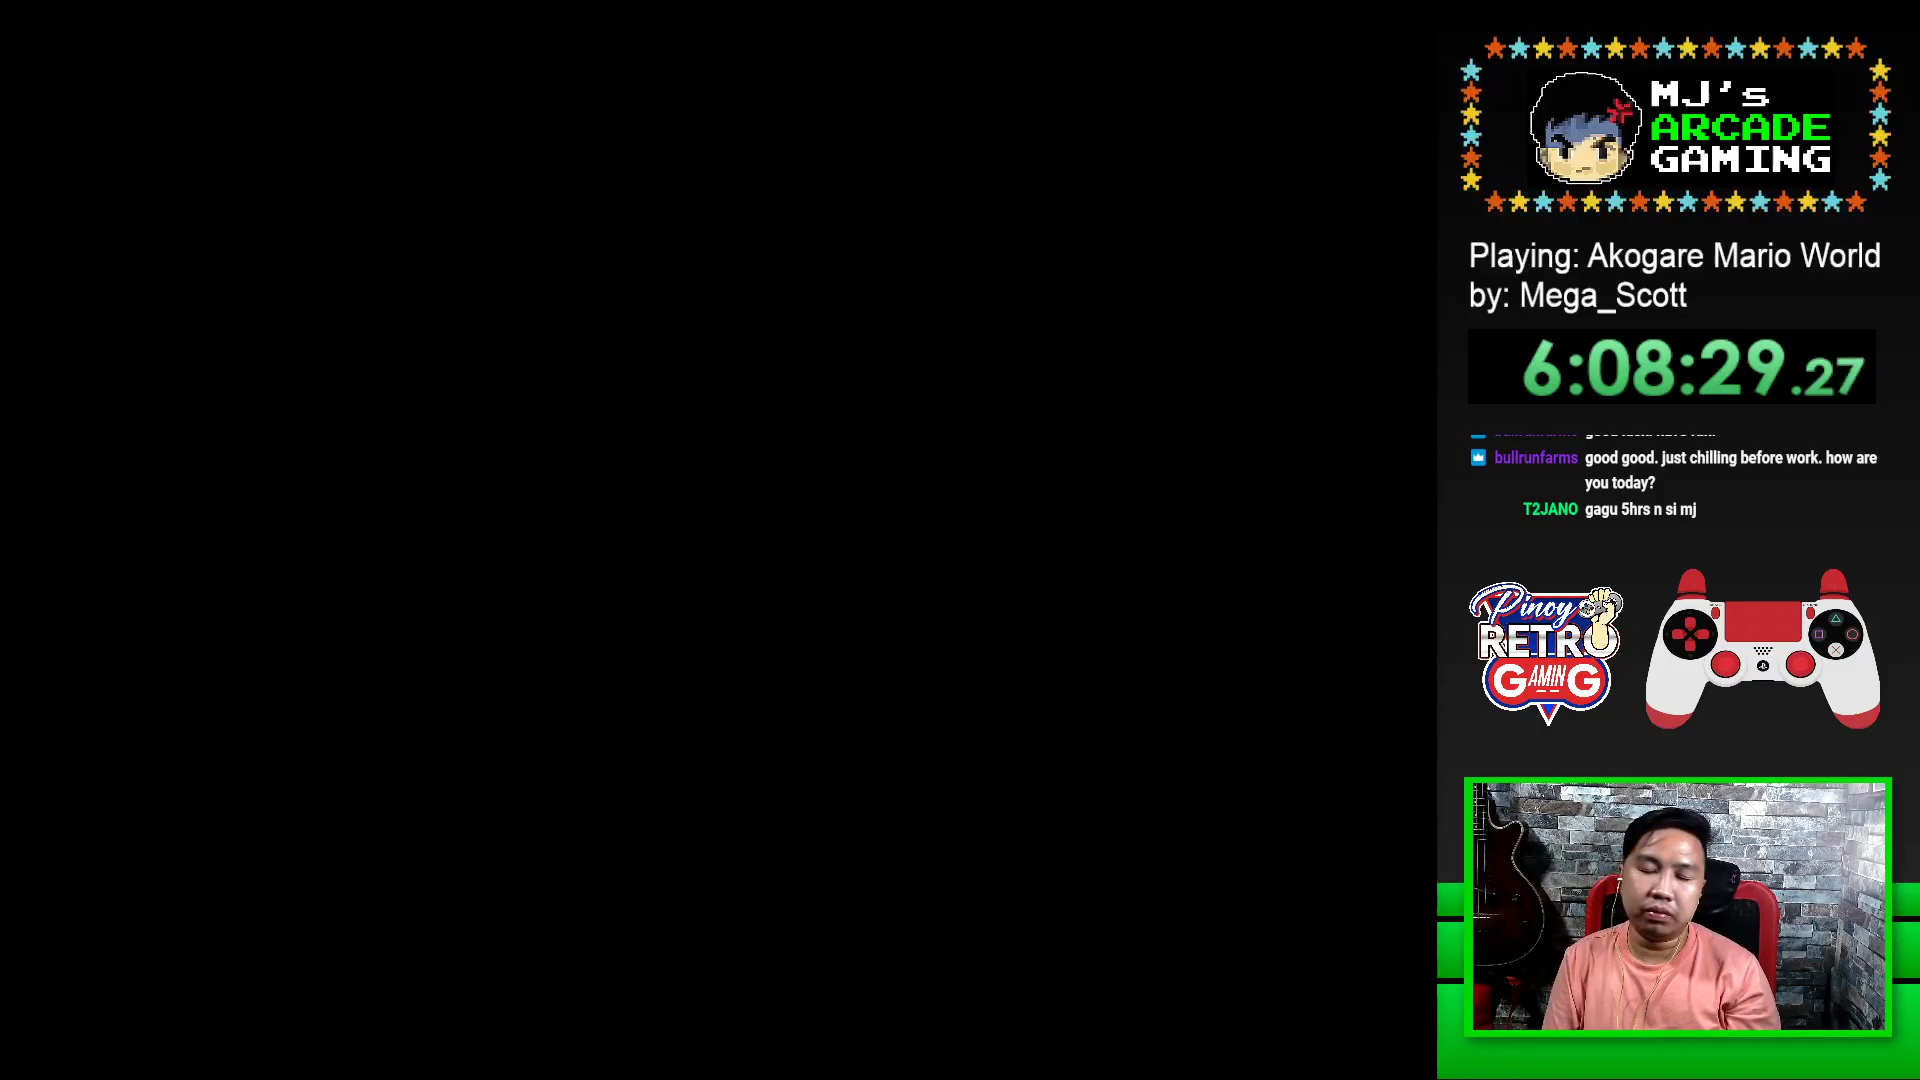 MJ's
ARCADE
GAMING
Playing: Akogare Mario World
by: Mega_Scott
6:08:29.27
bullrunfarms good good. just chilling before work. how are
you today?
T2JANO gagu 5hrs n si mj
Pinoy
RETRO
GAMING